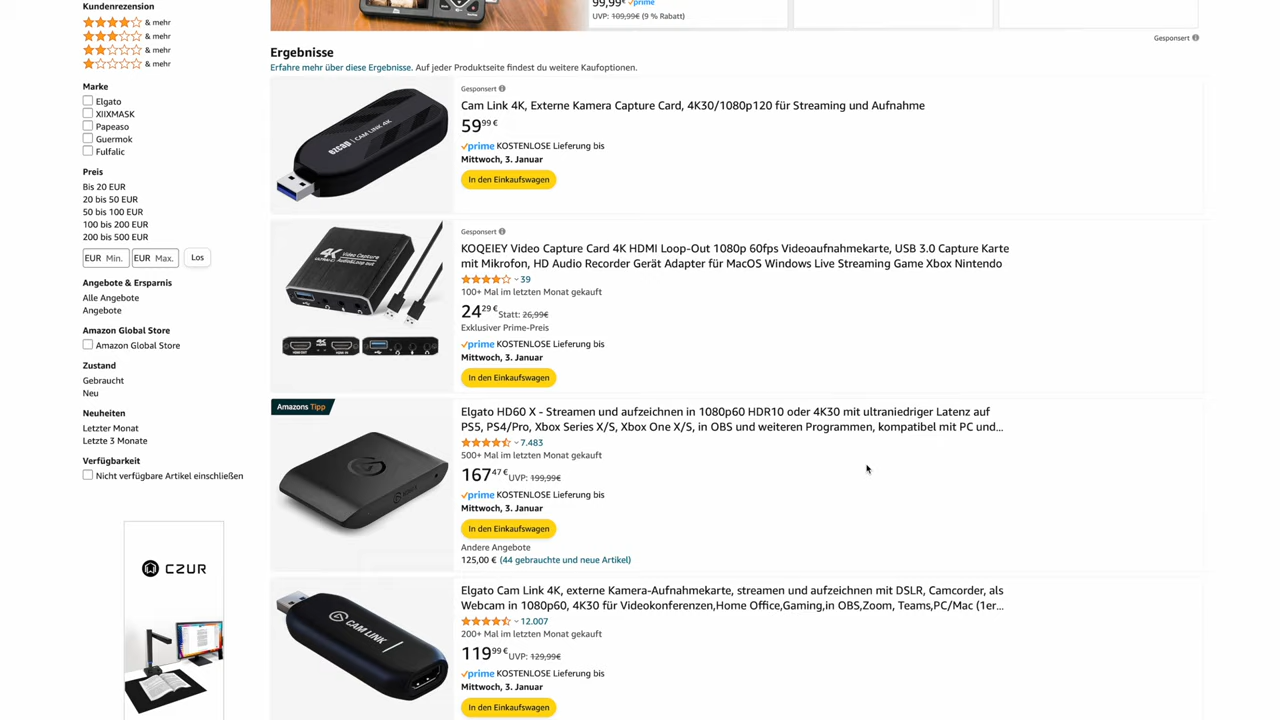 Kundenrezension
& mehr
& mehr
& mehr
& mehr
Marke
Elgato
XIIXMASK
Papeaso
Guermok
Fulfalic
Preis
Bis 20 EUR
20 bis 50 EUR
50 bis 100 EUR
100 bis 200 EUR
200 bis 500 EUR
EUR Min. EUR Max. Los
Angebote & Ersparnis
Alle Angebote
Angebote
Amazon Global Store
Amazon Global Store
Zustand
Gebraucht
Neu
Neuheiten
Letzter Monat
Letzte 3 Monate
Verfügbarkeit
Nicht verfügbare Artikel einschließen
CZUR
99,99€ prime
UVP: 109,99€ (9 % Rabatt)
Gesponsert
Ergebnisse
Erfahre mehr über diese Ergebnisse. Auf jeder Produktseite findest du weitere Kaufoptionen.
ezcap | CAM LINK 4K
Gesponsert
Cam Link 4K, Externe Kamera Capture Card, 4K30/1080p120 für Streaming und Aufnahme
59 99 €
prime KOSTENLOSE Lieferung bis
Mittwoch, 3. Januar
In den Einkaufswagen
4K Video Capture
Gesponsert
KOQEIEY Video Capture Card 4K HDMI Loop-Out 1080p 60fps Videoaufnahmekarte, USB 3.0 Capture Karte
mit Mikrofon, HD Audio Recorder Gerät Adapter für MacOS Windows Live Streaming Game Xbox Nintendo
39
100+ Mal im letzten Monat gekauft
24 29 € Statt: 26,99€
Exklusiver Prime-Preis
prime KOSTENLOSE Lieferung bis
Mittwoch, 3. Januar
In den Einkaufswagen
Amazons Tipp
Elgato HD60 X - Streamen und aufzeichnen in 1080p60 HDR10 oder 4K30 mit ultraniedriger Latenz auf
PS5, PS4/Pro, Xbox Series X/S, Xbox One X/S, in OBS und weiteren Programmen, kompatibel mit PC und...
7.483
500+ Mal im letzten Monat gekauft
167 47 € UVP: 199,99€
prime KOSTENLOSE Lieferung bis
Mittwoch, 3. Januar
In den Einkaufswagen
Andere Angebote
125,00 € (44 gebrauchte und neue Artikel)
CAM LINK
Elgato Cam Link 4K, externe Kamera-Aufnahmekarte, streamen und aufzeichnen mit DSLR, Camcorder, als
Webcam in 1080p60, 4K30 für Videokonferenzen,Home Office,Gaming,in OBS,Zoom, Teams,PC/Mac (1er...
12.007
200+ Mal im letzten Monat gekauft
119 99 € UVP: 129,99€
prime KOSTENLOSE Lieferung bis
Mittwoch, 3. Januar
In den Einkaufswagen